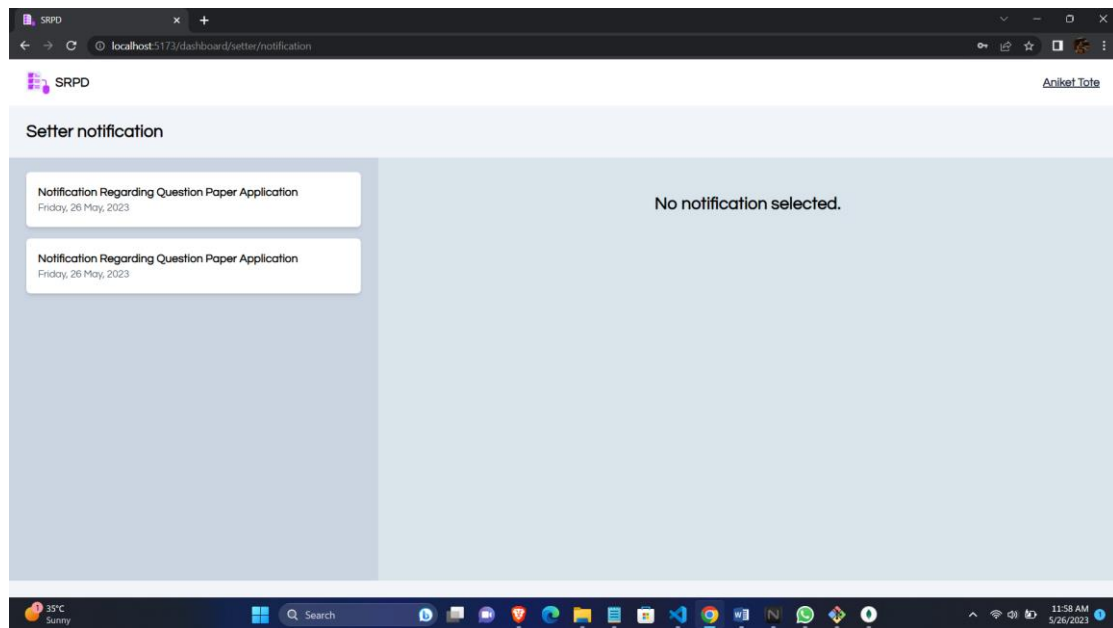 SRPD
localhost:5173/dashboard/setter/notification
SRPD
Aniket Tote
Setter notification
Notification Regarding Question Paper Application
Friday, 26 May, 2023
No notification selected.
Notification Regarding Question Paper Application
Friday, 26 May, 2023
1
35°C
Sunny
Search
11:58 AM
5/26/2023
1